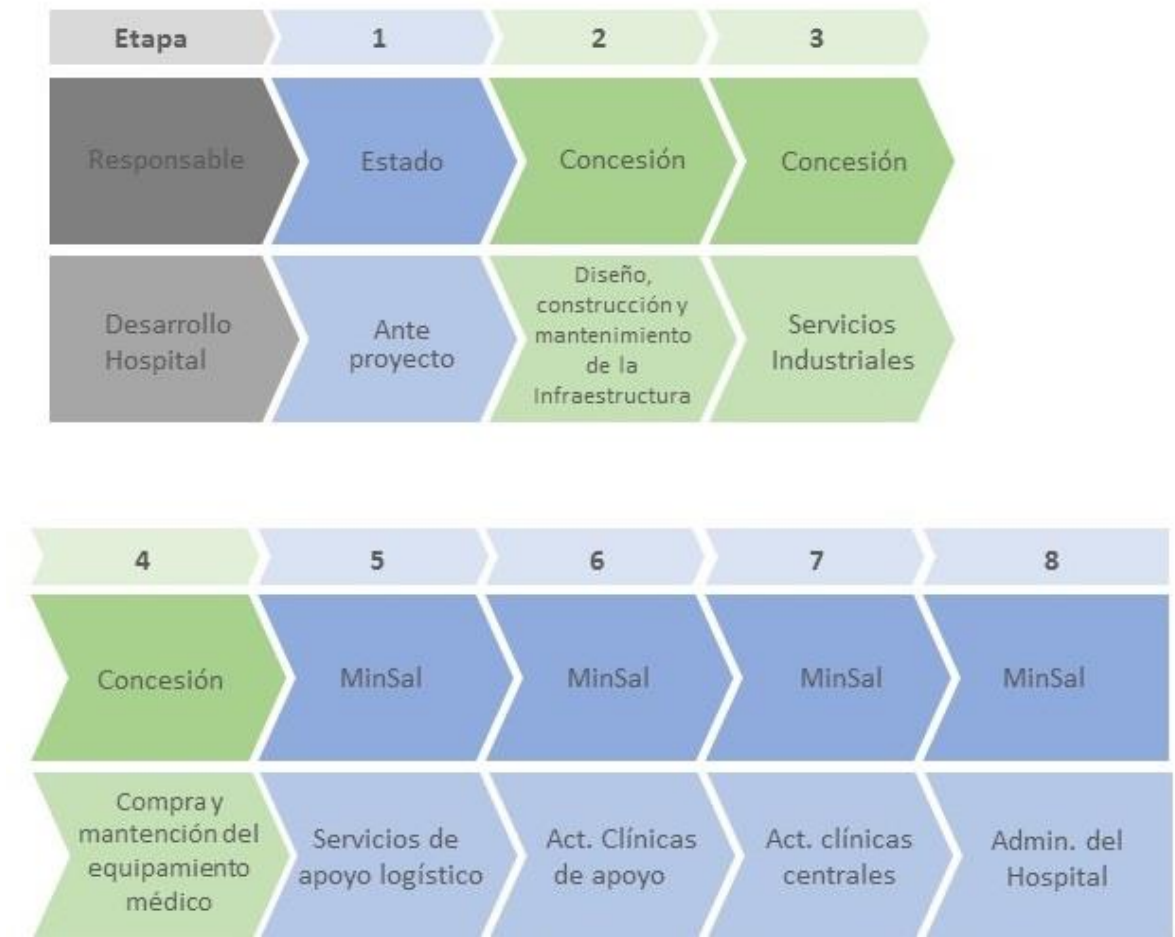 Etapa 1 2 3
Responsable Estado Concesión Concesión
Desarrollo
Hospital
Ante
proyecto
Diseño,
construcción y
mantenimiento
de la
Infraestructura
Servicios
Industriales
4 5 6 7 8
Concesión MinSal MinSal MinSal MinSal
Compra y
mantención del
equipamiento
médico
Servicios de
apoyo logístico
Act. Clínicas
de apoyo
Act. clínicas
centrales
Admin. del
Hospital